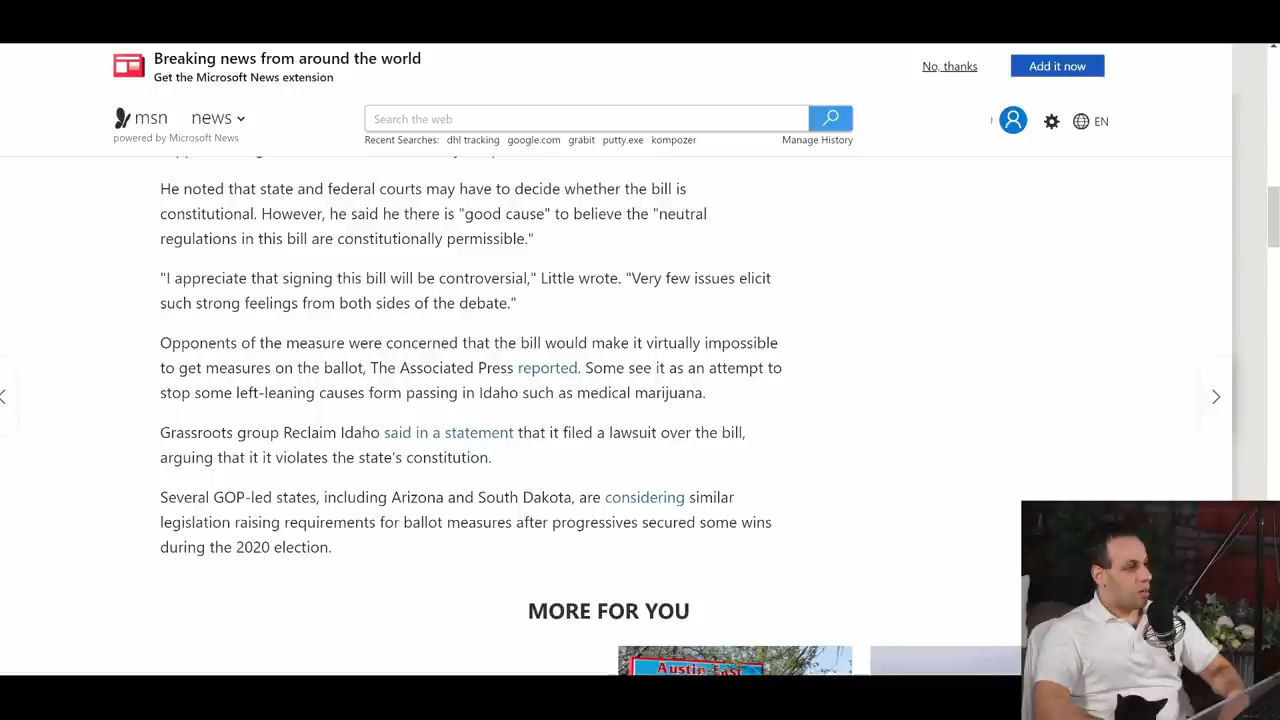 Breaking news from around the world
Get the Microsoft News extension
No, thanks
Add it now
msn
news
powered by Microsoft News
Search the web
Recent Searches: dhl tracking google.com grabit putty.exe kompozer
Manage History
EN
He noted that state and federal courts may have to decide whether the bill is
constitutional. However, he said he there is "good cause" to believe the "neutral
regulations in this bill are constitutionally permissible."
"I appreciate that signing this bill will be controversial," Little wrote. "Very few issues elicit
such strong feelings from both sides of the debate."
Opponents of the measure were concerned that the bill would make it virtually impossible
to get measures on the ballot, The Associated Press reported. Some see it as an attempt to
stop some left-leaning causes form passing in Idaho such as medical marijuana.
Grassroots group Reclaim Idaho said in a statement that it filed a lawsuit over the bill,
arguing that it it violates the state's constitution.
Several GOP-led states, including Arizona and South Dakota, are considering similar
legislation raising requirements for ballot measures after progressives secured some wins
during the 2020 election.
MORE FOR YOU
Austin-East